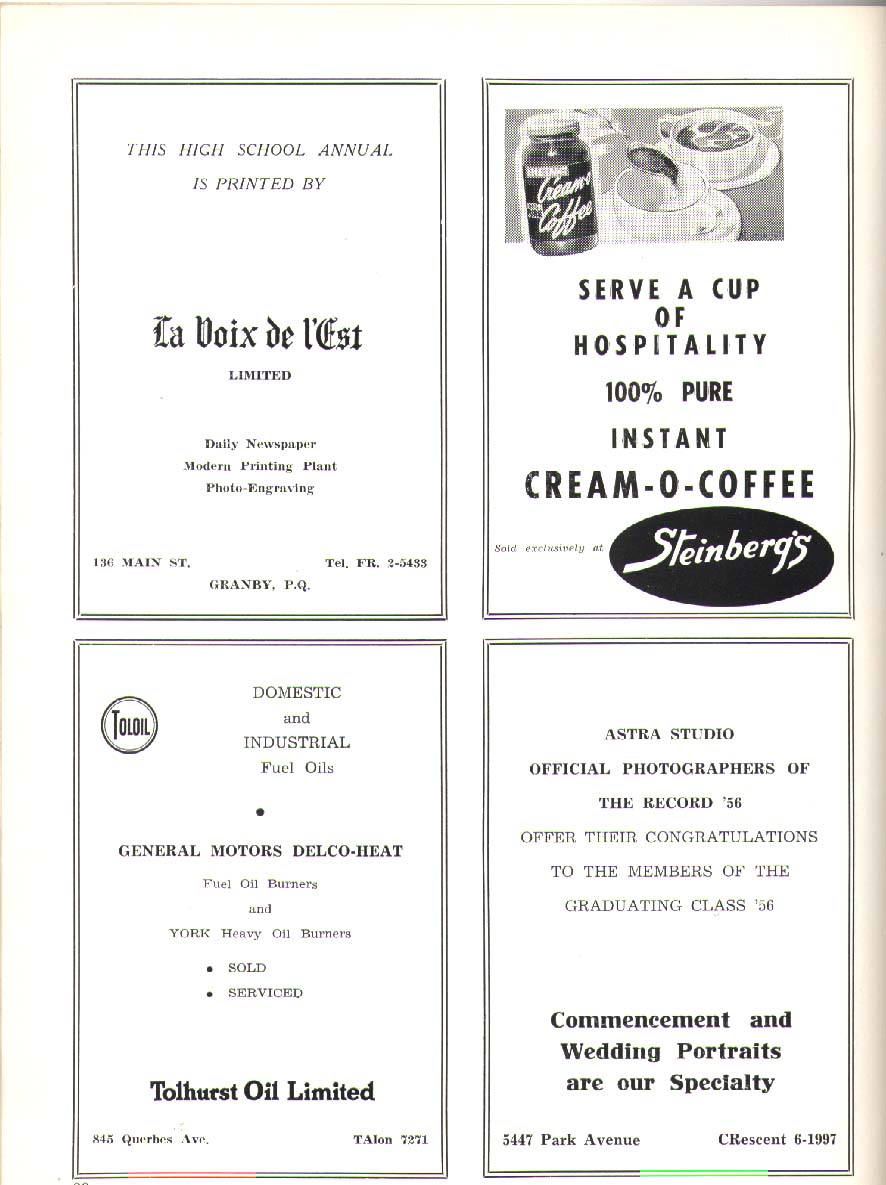 THIS HIGH SCHOOL ANNUAL
IS PRINTED BY
La Voix de l'Est
LIMITED
Daily Newspaper
Modern Printing Plant
Photo-Engraving
136 MAIN ST. Tel. FR. 2-5433
GRANBY, P.Q.
Cream-o
Coffee
SERVE A CUP
OF
HOSPITALITY
100% PURE
INSTANT
CREAM-O-COFFEE
Sold exclusively at Steinberg's
TOLOIL
DOMESTIC
and
INDUSTRIAL
Fuel Oils
•
GENERAL MOTORS DELCO-HEAT
Fuel Oil Burners
and
YORK Heavy Oil Burners
• SOLD
• SERVICED
Tolhurst Oil Limited
845 Querbes Ave. TAlon 7271
ASTRA STUDIO
OFFICIAL PHOTOGRAPHERS OF
THE RECORD '56
OFFER THEIR CONGRATULATIONS
TO THE MEMBERS OF THE
GRADUATING CLASS '56
Commencement and
Wedding Portraits
are our Specialty
5447 Park Avenue CRescent 6-1997